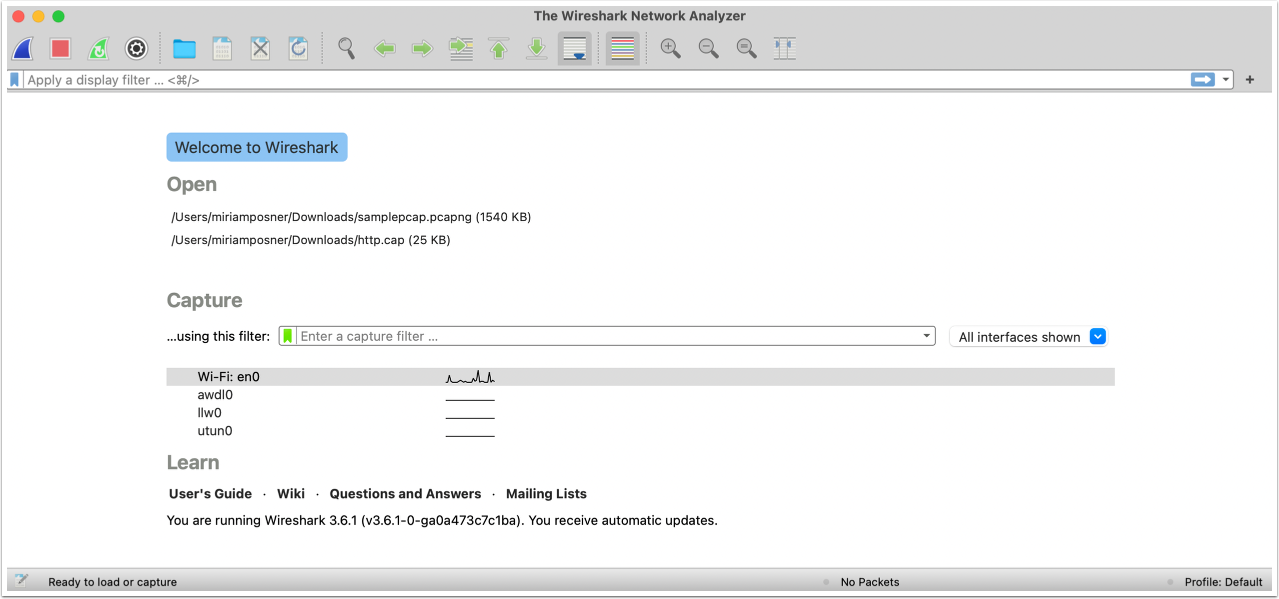 The Wireshark Network Analyzer
Apply a display filter ... <⌘/>
+
Welcome to Wireshark
Open
/Users/miriamposner/Downloads/samplepcap.pcapng (1540 KB)
/Users/miriamposner/Downloads/http.cap (25 KB)
Capture
...using this filter: Enter a capture filter ... All interfaces shown
Wi-Fi: en0
awdl0
llw0
utun0
Learn
User's Guide · Wiki · Questions and Answers · Mailing Lists
You are running Wireshark 3.6.1 (v3.6.1-0-ga0a473c7c1ba). You receive automatic updates.
Ready to load or capture No Packets Profile: Default